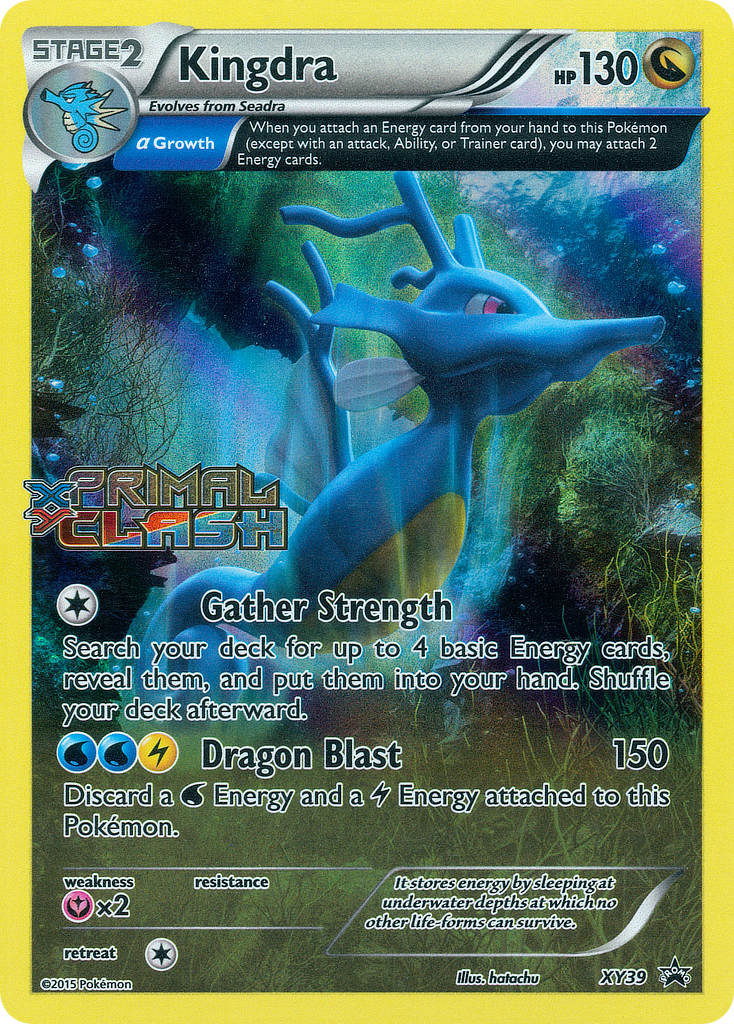 STAGE2
Kingdra
HP130
Evolves from Seadra
α Growth
When you attach an Energy card from your hand to this Pokémon
(except with an attack, Ability, or Trainer card), you may attach 2
Energy cards.
XY PRIMAL
CLASH
Gather Strength
Search your deck for up to 4 basic Energy cards,
reveal them, and put them into your hand. Shuffle
your deck afterward.
Dragon Blast 150
Discard a Energy and a Energy attached to this
Pokémon.
weakness resistance
×2
It stores energy by sleeping at
underwater depths at which no
other life-forms can survive.
retreat
©2015 Pokémon
Illus. hatachu
XY39
PROMO